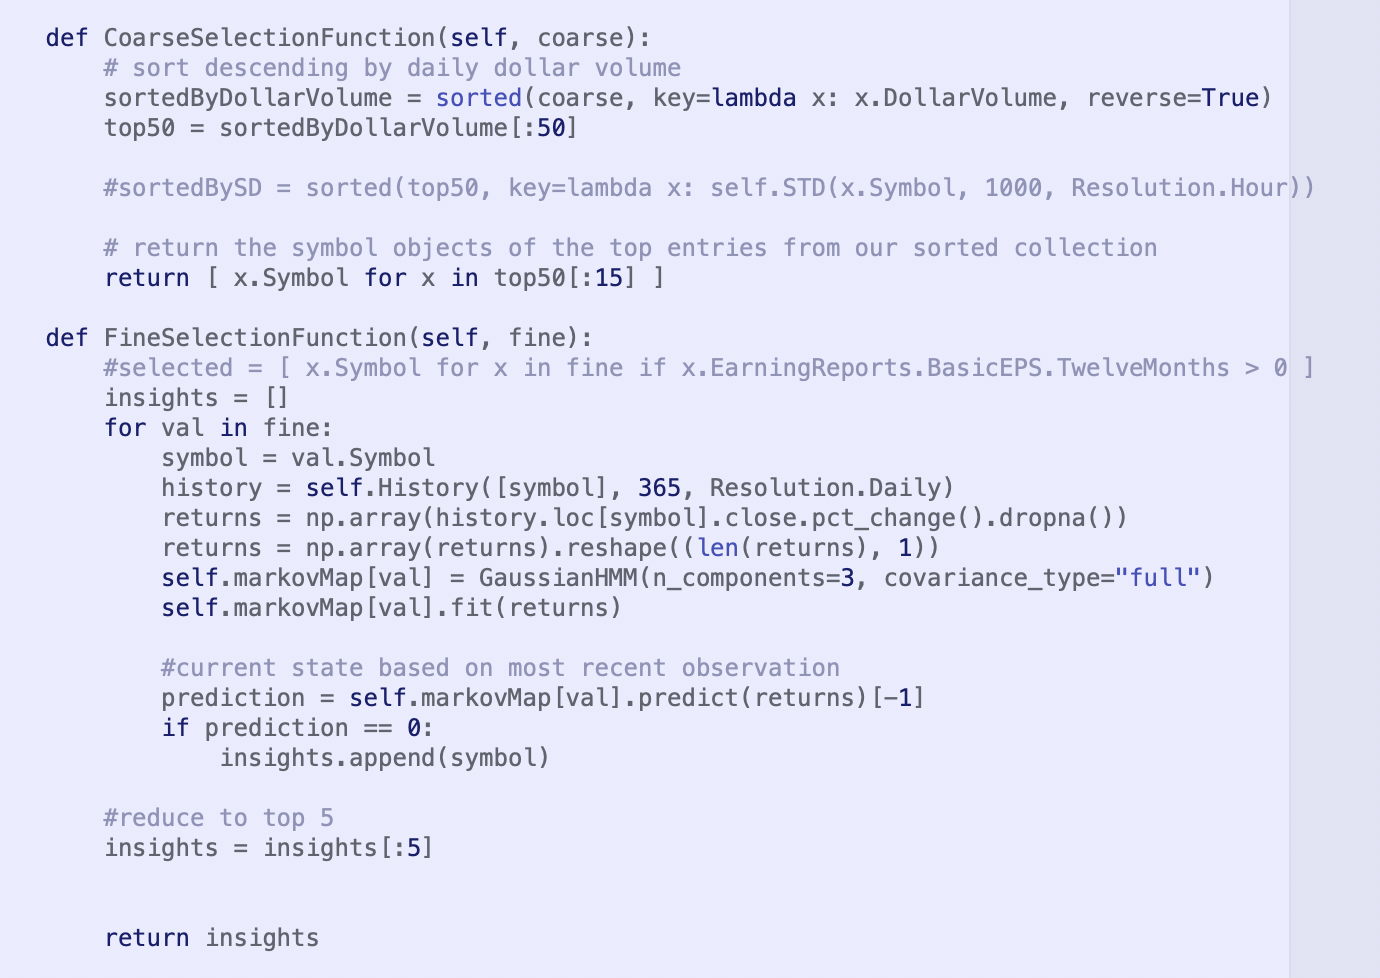 def CoarseSelectionFunction(self, coarse):
# sort descending by daily dollar volume
sortedByDollarVolume = sorted(coarse, key=lambda x: x.DollarVolume, reverse=True)
top50 = sortedByDollarVolume[:50]
#sortedBySD = sorted(top50, key=lambda x: self.STD(x.Symbol, 1000, Resolution.Hour))
# return the symbol objects of the top entries from our sorted collection
return [ x.Symbol for x in top50[:15] ]
def FineSelectionFunction(self, fine):
#selected = [ x.Symbol for x in fine if x.EarningReports.BasicEPS.TwelveMonths > 0 ]
insights = []
for val in fine:
symbol = val.Symbol
history = self.History([symbol], 365, Resolution.Daily)
returns = np.array(history.loc[symbol].close.pct_change().dropna())
returns = np.array(returns).reshape((len(returns), 1))
self.markovMap[val] = GaussianHMM(n_components=3, covariance_type="full")
self.markovMap[val].fit(returns)
#current state based on most recent observation
prediction = self.markovMap[val].predict(returns)[-1]
if prediction == 0:
insights.append(symbol)
#reduce to top 5
insights = insights[:5]
return insights